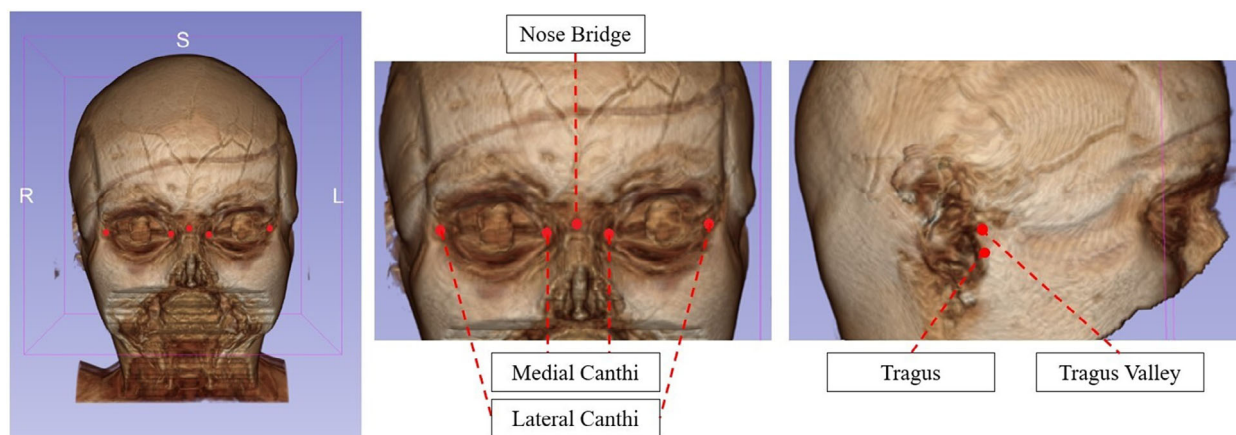 S
R
L
Nose Bridge
Medial Canthi
Lateral Canthi
Tragus
Tragus Valley